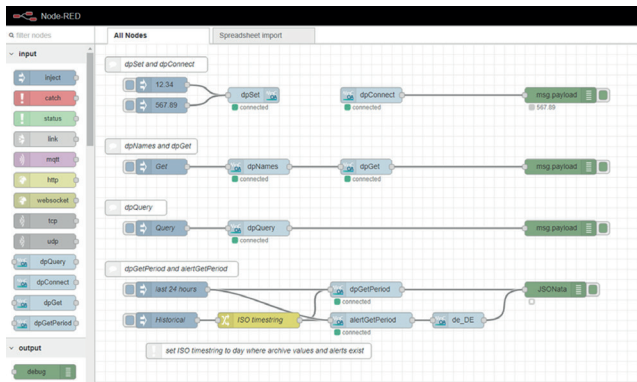 Node-RED
filter nodes
All Nodes
Spreadsheet import
input
inject
catch
status
link
mqtt
http
websocket
tcp
udp
dpQuery
dpConnect
dpGet
dpGetPeriod
output
debug
dpSet and dpConnect
12.34
567.89
dpSet
connected
dpConnect
connected
msg.payload
567.89
dpNames and dpGet
Get
dpNames
connected
dpGet
connected
msg.payload
dpQuery
Query
dpQuery
connected
msg.payload
dpGetPeriod and alertGetPeriod
last 24 hours
dpGetPeriod
connected
JSONata
Historical
ISO timestring
alertGetPeriod
connected
de_DE
set ISO timestring to day where archive values and alerts exist